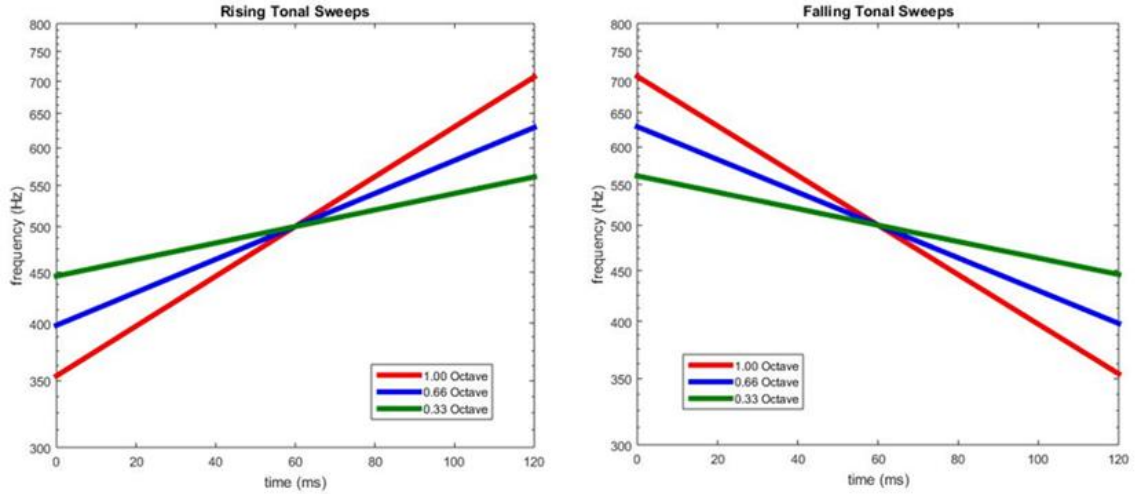 Rising Tonal Sweeps
frequency (Hz)
800
750
700
650
600
550
500
450
400
350
300
0 20 40 60 80 100 120
time (ms)
1.00 Octave
0.66 Octave
0.33 Octave
Falling Tonal Sweeps
frequency (Hz)
800
750
700
650
600
550
500
450
400
350
300
0 20 40 60 80 100 120
time (ms)
1.00 Octave
0.66 Octave
0.33 Octave